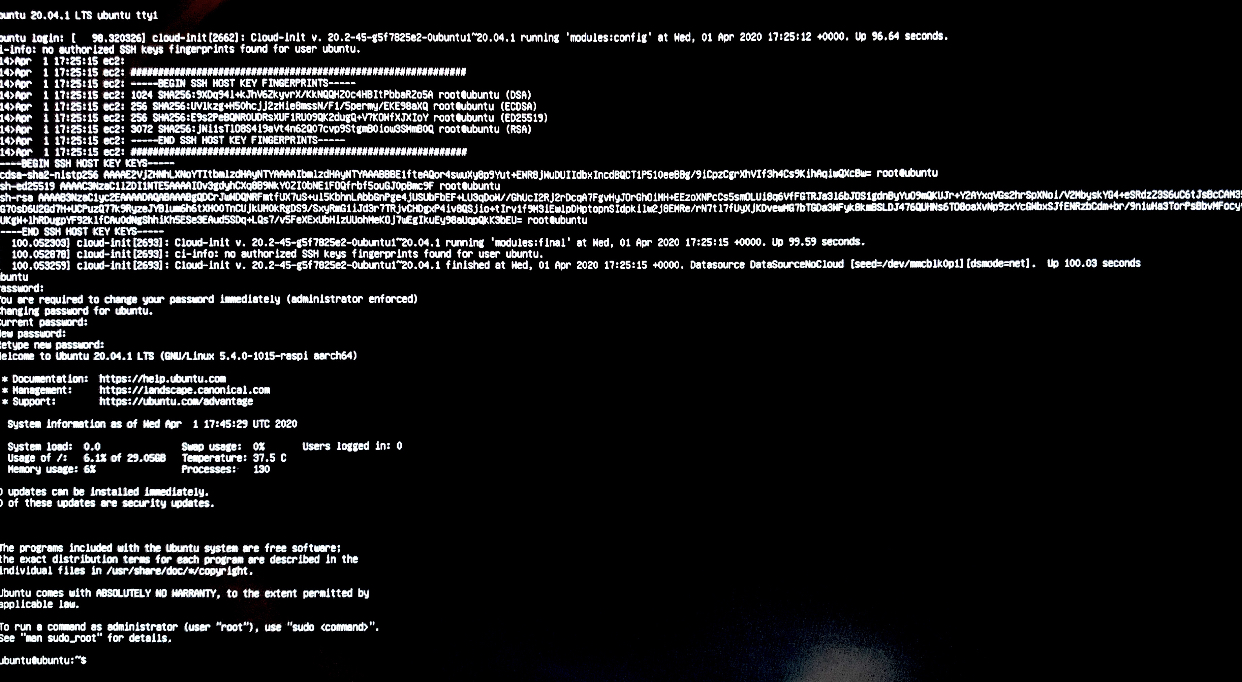 buntu 20.04.1 LTS ubuntu tty1
buntu login: [   98.320326] cloud-init[2662]: Cloud-init v. 20.2-45-g5f7825e2-0ubuntu1~20.04.1 running 'modules:config' at Wed, 01 Apr 2020 17:25:12 +0000. Up 96.64 seconds.
i-info: no authorized SSH keys fingerprints found for user ubuntu.
14>Apr  1 17:25:15 ec2:
14>Apr  1 17:25:15 ec2: #############################################################
14>Apr  1 17:25:15 ec2: -----BEGIN SSH HOST KEY FINGERPRINTS-----
14>Apr  1 17:25:15 ec2: 1024 root@ubuntu (DSA)
14>Apr  1 17:25:15 ec2: 256 root@ubuntu (ECDSA)
14>Apr  1 17:25:15 ec2: 256 root@ubuntu (ED25519)
14>Apr  1 17:25:15 ec2: 3072 root@ubuntu (RSA)
14>Apr  1 17:25:15 ec2: -----END SSH HOST KEY FINGERPRINTS-----
14>Apr  1 17:25:15 ec2: #############################################################
----BEGIN SSH HOST KEY KEYS-----
cdsa-sha2-nistp256 root@ubuntu
sh-ed25519 root@ubuntu
sh-rsa
root@ubuntu
----END SSH HOST KEY KEYS-----
100.052303] cloud-init[2693]: Cloud-init v. 20.2-45-g5f7825e2-0ubuntu1~20.04.1 running 'modules:final' at Wed, 01 Apr 2020 17:25:15 +0000. Up 99.59 seconds.
100.052878] cloud-init[2693]: ci-info: no authorized SSH keys fingerprints found for user ubuntu.
100.053259] cloud-init[2693]: Cloud-init v. 20.2-45-g5f7825e2-0ubuntu1~20.04.1 finished at Wed, 01 Apr 2020 17:25:15 +0000. Datasource DataSourceNoCloud [seed=/dev/mmcblk0p1][dsmode=net].  Up 100.03 seconds
ubuntu
assword:
You are required to change your password immediately (administrator enforced)
Changing password for ubuntu.
Current password:
New password:
Retype new password:
Welcome to Ubuntu 20.04.1 LTS (GNU/Linux 5.4.0-1015-raspi aarch64)
* Documentation:  https://help.ubuntu.com
* Management:     https://landscape.canonical.com
* Support:        https://ubuntu.com/advantage
System information as of Wed Apr  1 17:45:29 UTC 2020
System load:  0.0               Swap usage:  0%       Users logged in: 0
Usage of /:   6.1% of 29.05GB   Temperature: 37.5 C
Memory usage: 6%                Processes:   130
0 updates can be installed immediately.
0 of these updates are security updates.
The programs included with the Ubuntu system are free software;
the exact distribution terms for each program are described in the
individual files in /usr/share/doc/*/copyright.
Ubuntu comes with ABSOLUTELY NO WARRANTY, to the extent permitted by
applicable law.
To run a command as administrator (user "root"), use "sudo <command>".
See "man sudo_root" for details.
ubuntu@ubuntu:~$